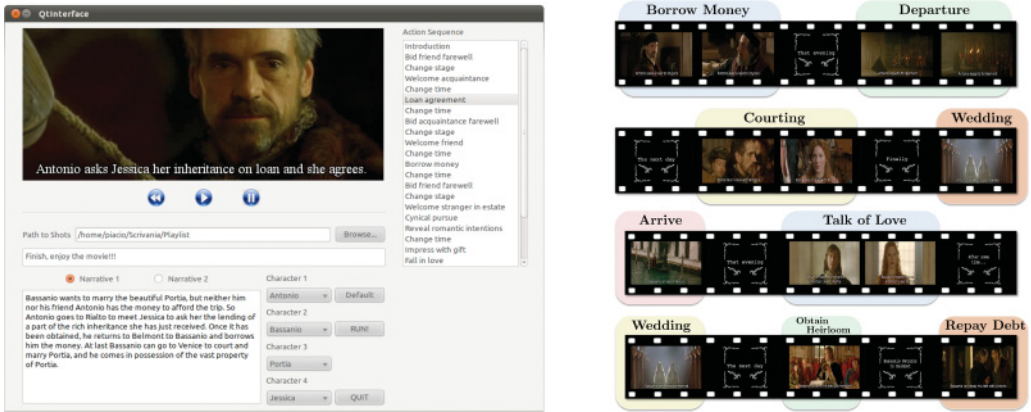 QtInterface
Antonio asks Jessica her inheritance on loan and she agrees.
Path to Shots /home/piacio/Scrivania/Playlist Browse...
Finish, enjoy the movie!!!
Narrative 1 Narrative 2
Bassanio wants to marry the beautiful Portia, but neither him
nor his friend Antonio has the money to afford the trip. So
Antonio goes to Rialto to meet Jessica to ask her the lending of
a part of the rich inheritance she has just received. Once it has
been obtained, he returns to Belmont to Bassanio and borrows
him the money. At last Bassanio can go to Venice to court and
marry Portia, and he comes in possession of the vast property
of Portia.
Character 1
Antonio Default
Character 2
Bassanio RUN!
Character 3
Portia
Character 4
Jessica QUIT
Action Sequence
Introduction
Bid friend farewell
Change stage
Welcome acquaintance
Change time
Loan agreement
Change time
Bid acquaintance farewell
Change stage
Welcome friend
Change time
Borrow money
Change time
Bid friend farewell
Change stage
Welcome stranger in estate
Cynical pursue
Reveal romantic intentions
Change time
Impress with gift
Fall in love
Borrow Money Departure
That evening
Courting Wedding
The next day
Finally
Arrive Talk of Love
That evening
After some
time...
Wedding Obtain
Heirloom Repay Debt
The next day